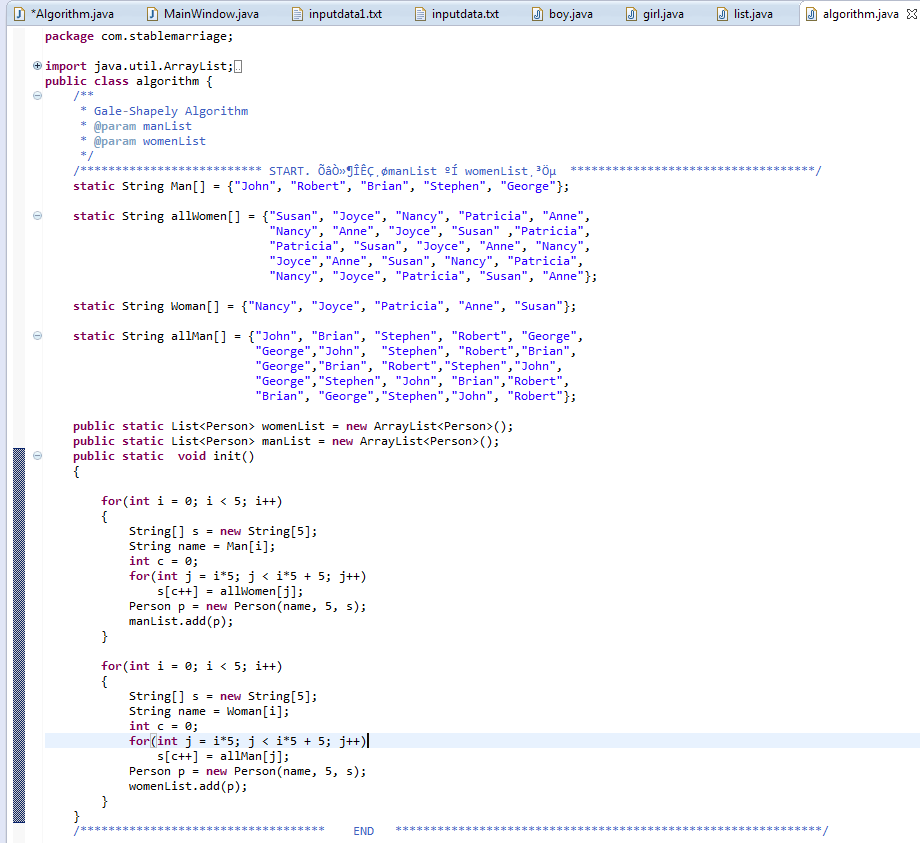 *Algorithm.java MainWindow.java inputdata1.txt inputdata.txt boy.java girl.java list.java algorithm.java
package com.stablemarriage;
import java.util.ArrayList;
public class algorithm {
/**
* Gale-Shapely Algorithm
* @param manList
* @param womenList
*/
/************************** START. ÕâÒ»¶ÎÊÇ¸ømanList ºÍ womenList¸³Öµ ***********************************/
static String Man[] = {"John", "Robert", "Brian", "Stephen", "George"};
static String allWomen[] = {"Susan", "Joyce", "Nancy", "Patricia", "Anne",
"Nancy", "Anne", "Joyce", "Susan" ,"Patricia",
"Patricia", "Susan", "Joyce", "Anne", "Nancy",
"Joyce","Anne", "Susan", "Nancy", "Patricia",
"Nancy", "Joyce", "Patricia", "Susan", "Anne"};
static String Woman[] = {"Nancy", "Joyce", "Patricia", "Anne", "Susan"};
static String allMan[] = {"John", "Brian", "Stephen", "Robert", "George",
"George","John", "Stephen", "Robert","Brian",
"George","Brian", "Robert","Stephen","John",
"George","Stephen", "John", "Brian","Robert",
"Brian", "George","Stephen","John", "Robert"};
public static List<Person> womenList = new ArrayList<Person>();
public static List<Person> manList = new ArrayList<Person>();
public static void init()
{
for(int i = 0; i < 5; i++)
{
String[] s = new String[5];
String name = Man[i];
int c = 0;
for(int j = i*5; j < i*5 + 5; j++)
s[c++] = allWomen[j];
Person p = new Person(name, 5, s);
manList.add(p);
}
for(int i = 0; i < 5; i++)
{
String[] s = new String[5];
String name = Woman[i];
int c = 0;
for(int j = i*5; j < i*5 + 5; j++)
s[c++] = allMan[j];
Person p = new Person(name, 5, s);
womenList.add(p);
}
}
/*********************************** END *************************************************************/